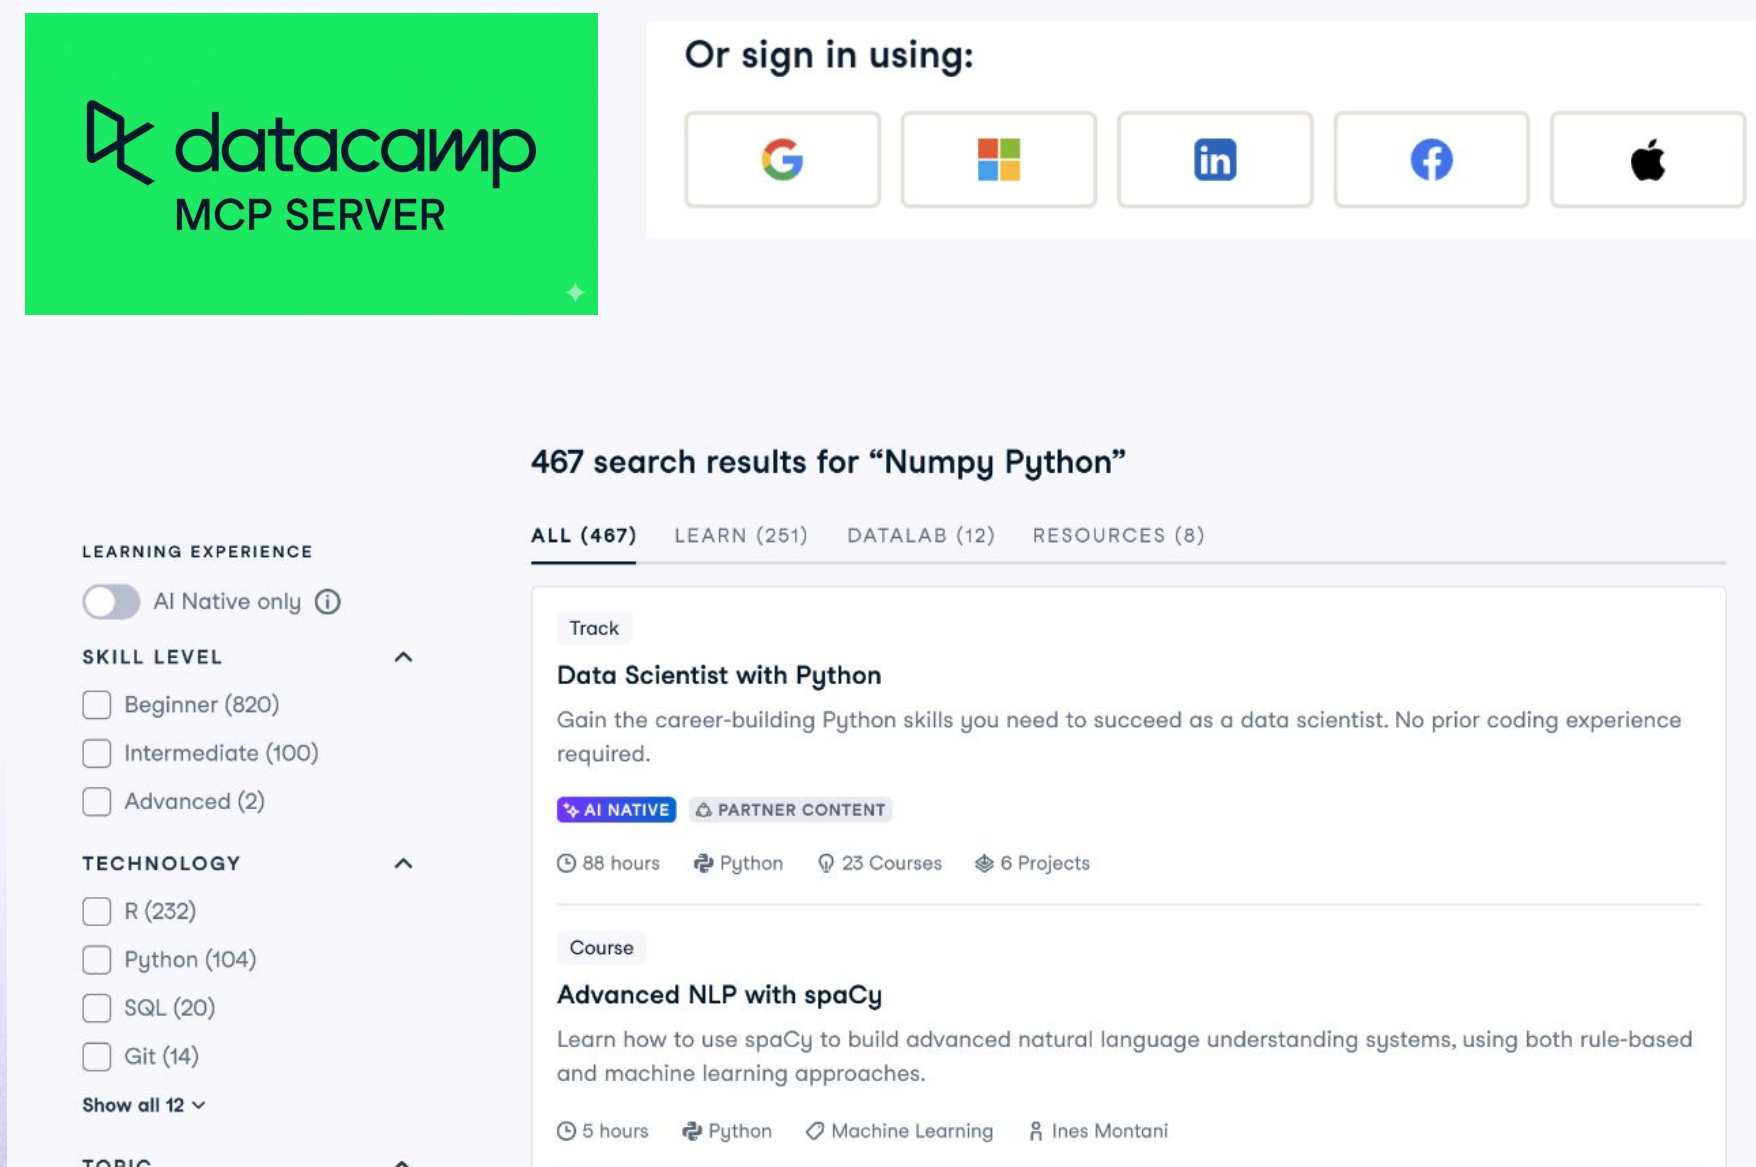 datacamp
MCP SERVER
Or sign in using:
467 search results for “Numpy Python”
ALL (467) LEARN (251) DATALAB (12) RESOURCES (8)
LEARNING EXPERIENCE
AI Native only
SKILL LEVEL
Beginner (820)
Intermediate (100)
Advanced (2)
TECHNOLOGY
R (232)
Python (104)
SQL (20)
Git (14)
Show all 12
TOPIC
Track
Data Scientist with Python
Gain the career-building Python skills you need to succeed as a data scientist. No prior coding experience
required.
AI NATIVE PARTNER CONTENT
88 hours Python 23 Courses 6 Projects
Course
Advanced NLP with spaCy
Learn how to use spaCy to build advanced natural language understanding systems, using both rule-based
and machine learning approaches.
5 hours Python Machine Learning Ines Montani